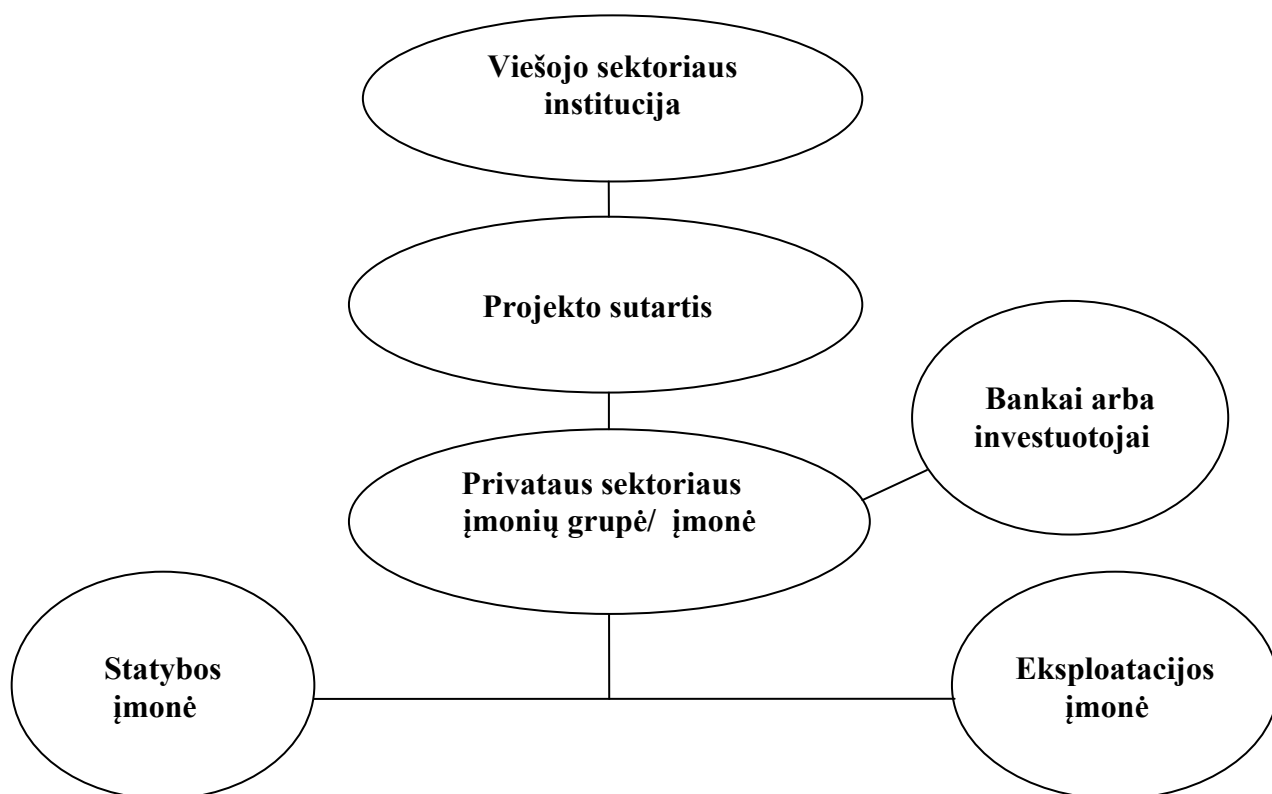 Viešojo sektoriaus
institucija
Projekto sutartis
Bankai arba
investuotojai
Privataus sektoriaus
įmonių grupė/ įmonė
Statybos
įmonė
Eksploatacijos
įmonė